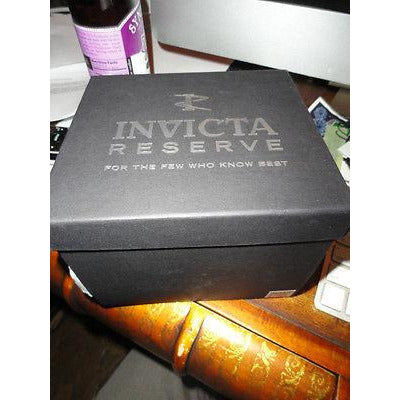 INVICTA
RESERVE
FOR THE FEW WHO KNOW BEST